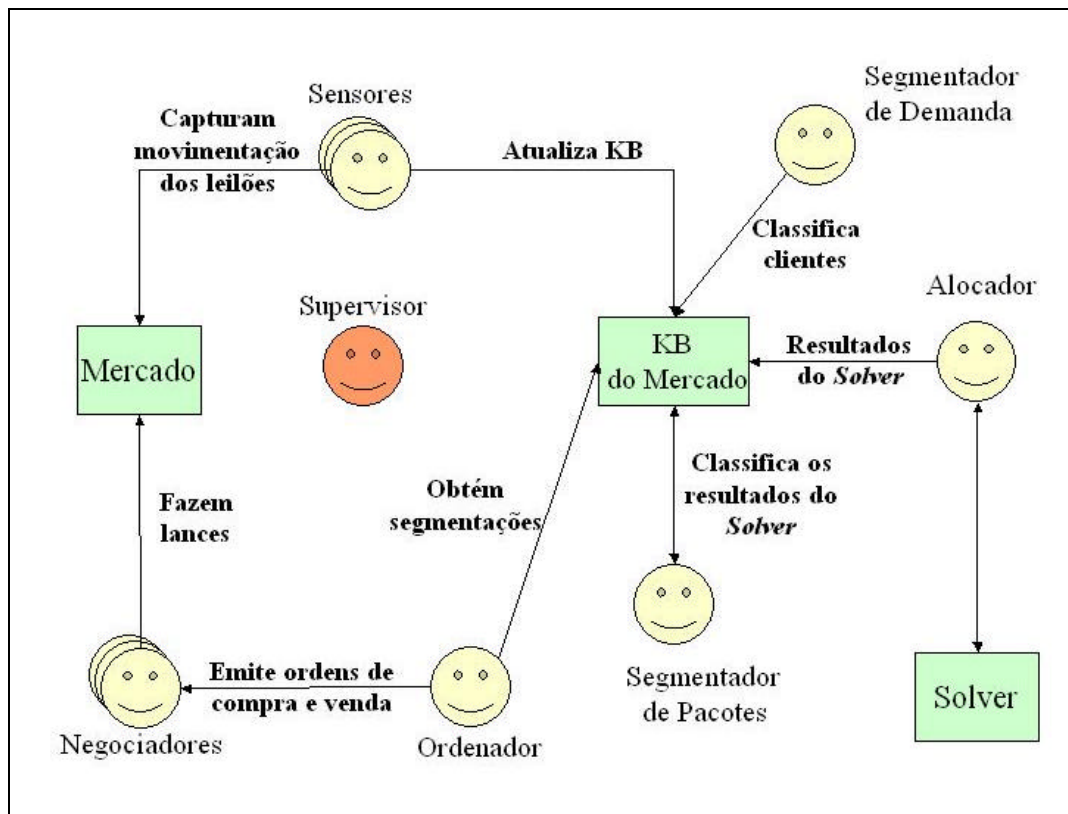 Sensores
Capturam
movimentação
dos leilões
Atualiza KB
Segmentador
de Demanda
Classifica
clientes
Alocador
Supervisor
Mercado
KB
do Mercado
Resultados
do Solver
Classifica os
resultados do
Solver
Obtém
segmentações
Fazem
lances
Emite ordens de
compra e venda
Negociadores
Ordenador
Segmentador
de Pacotes
Solver